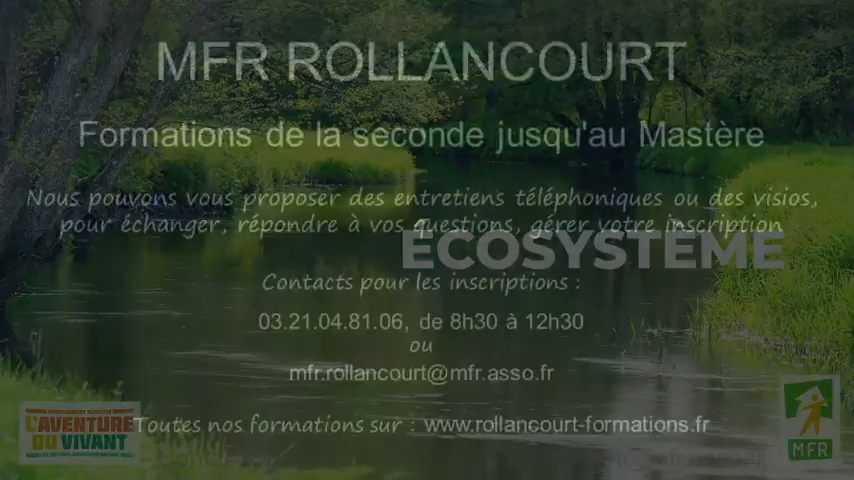 MFR ROLLANCOURT
Formations de la seconde jusqu'au Mastère
Nous pouvons vous proposer des entretiens téléphoniques ou des visios,
pour échanger, répondre à vos questions, gérer votre inscription
ÉCOSYSTÈME
Contacts pour les inscriptions :
03.21.04.81.06, de 8h30 à 12h30
ou
mfr.rollancourt@mfr.asso.fr
Toutes nos formations sur : www.rollancourt-formations.fr
L'AVENTURE
DU VIVANT
MFR